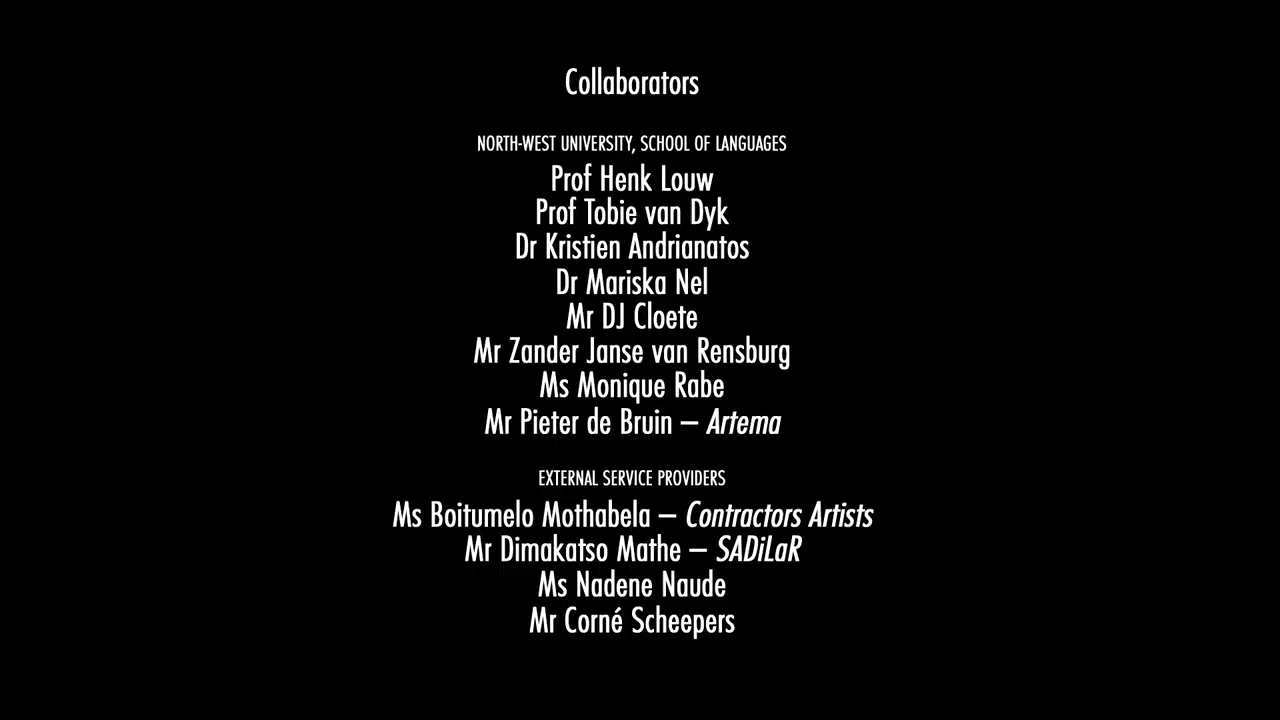 Collaborators
NORTH-WEST UNIVERSITY, SCHOOL OF LANGUAGES
Prof Henk Louw
Prof Tobie van Dyk
Dr Kristien Andrianatos
Dr Mariska Nel
Mr DJ Cloete
Mr Zander Janse van Rensburg
Ms Monique Rabe
Mr Pieter de Bruin – Artema
EXTERNAL SERVICE PROVIDERS
Ms Boitumelo Mothabela – Contractors Artists
Mr Dimakatso Mathe – SADiLaR
Ms Nadene Naude
Mr Corné Scheepers